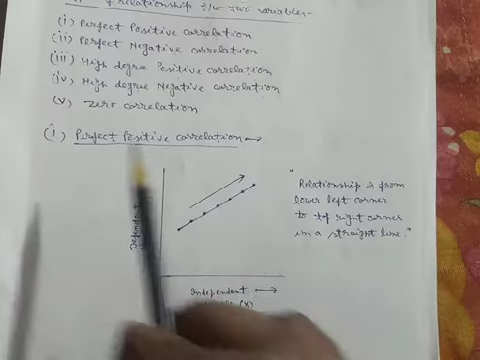 of relationship b/w two variables-
(i) Perfect Positive correlation
(ii) Perfect Negative correlation
(iii) High degree Positive correlation
(iv) High degree Negative correlation
(v) Zero correlation
(i) Perfect Positive correlation →
"Relationship is from
lower left corner
to top right corner
in a straight line."
Dependent
Independent →
(X)